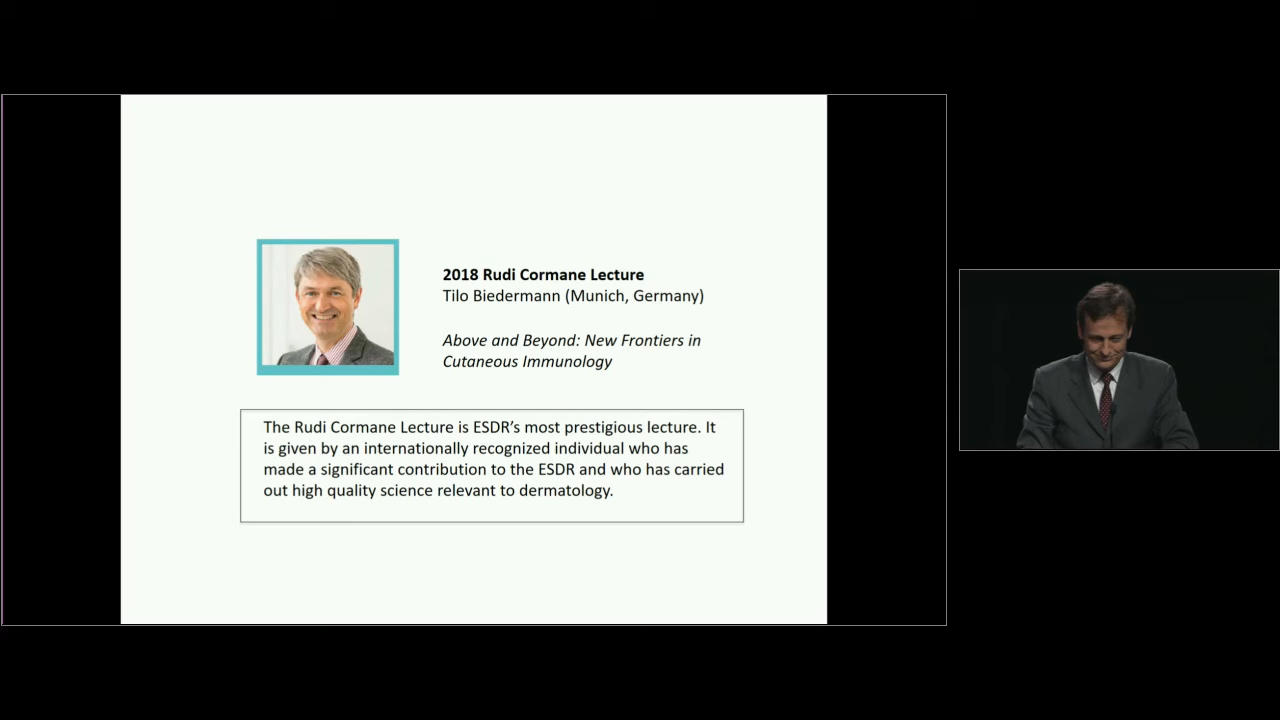 2018 Rudi Cormane Lecture
Tilo Biedermann (Munich, Germany)
Above and Beyond: New Frontiers in
Cutaneous Immunology
The Rudi Cormane Lecture is ESDR’s most prestigious lecture. It
is given by an internationally recognized individual who has
made a significant contribution to the ESDR and who has carried
out high quality science relevant to dermatology.